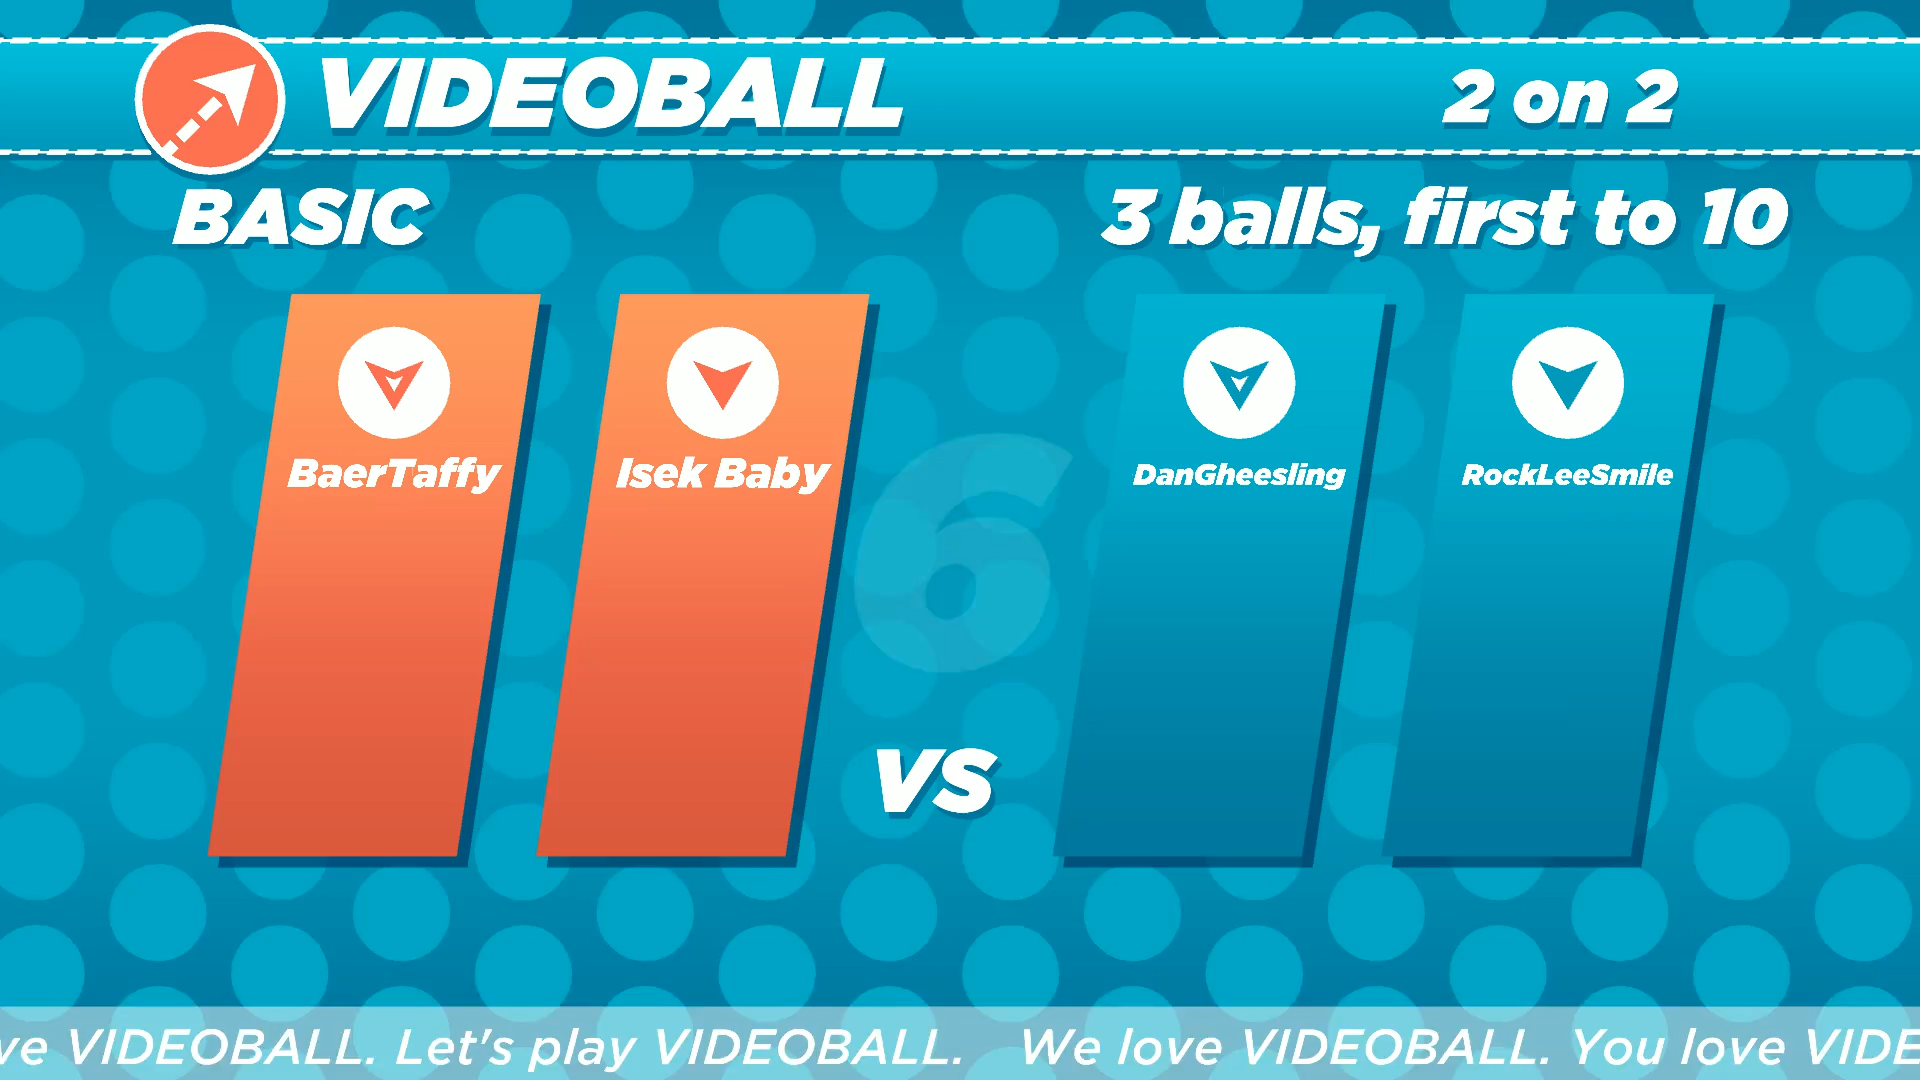 VIDEOBALL
2 on 2
BASIC
3 balls, first to 10
BaerTaffy
Isek Baby
DanGheesling
RockLeeSmile
6
VS
ve VIDEOBALL. Let's play VIDEOBALL. We love VIDEOBALL. You love VIDE